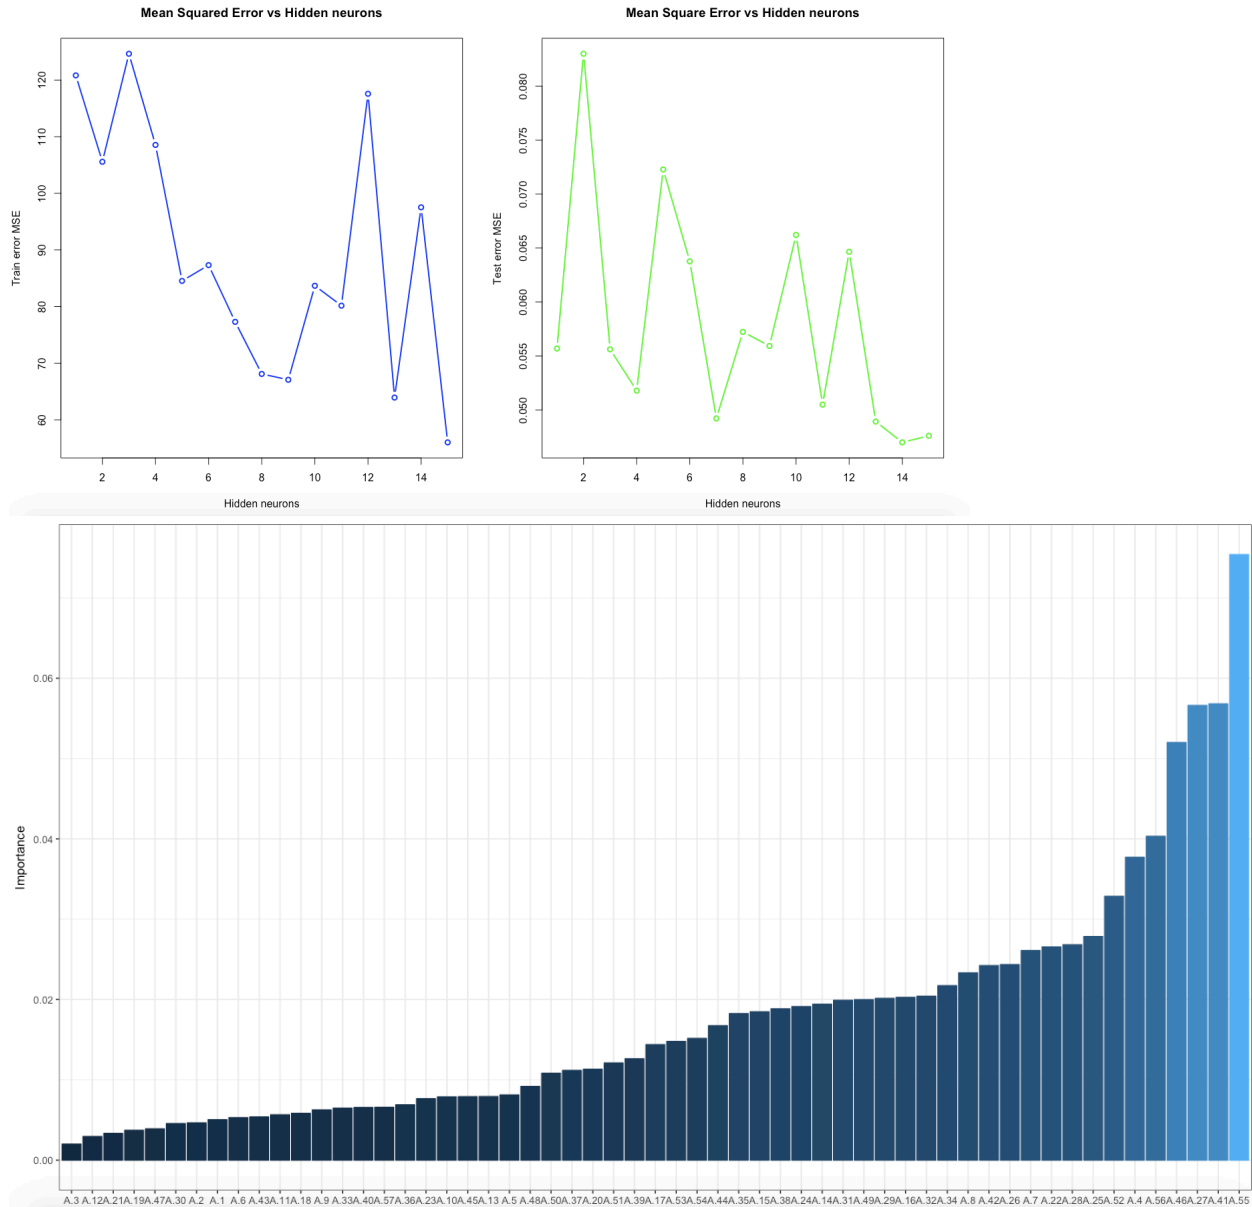 Mean Squared Error vs Hidden neurons
Train error MSE
120
110
100
90
80
70
60
2 4 6 8 10 12 14
Hidden neurons
Mean Square Error vs Hidden neurons
Test error MSE
0.080
0.075
0.070
0.065
0.060
0.055
0.050
2 4 6 8 10 12 14
Hidden neurons
Importance
0.06
0.04
0.02
0.00
A.3 A.12 A.21 A.19 A.47 A.30 A.2 A.1 A.6 A.43 A.11 A.18 A.9 A.33 A.40 A.57 A.36 A.23 A.10 A.45 A.13 A.5 A.48 A.50 A.37 A.20 A.51 A.39 A.17 A.53 A.54 A.44 A.35 A.15 A.38 A.24 A.14 A.31 A.49 A.29 A.16 A.32 A.34 A.8 A.42 A.26 A.7 A.22 A.28 A.25 A.52 A.4 A.56 A.46 A.27 A.41 A.55